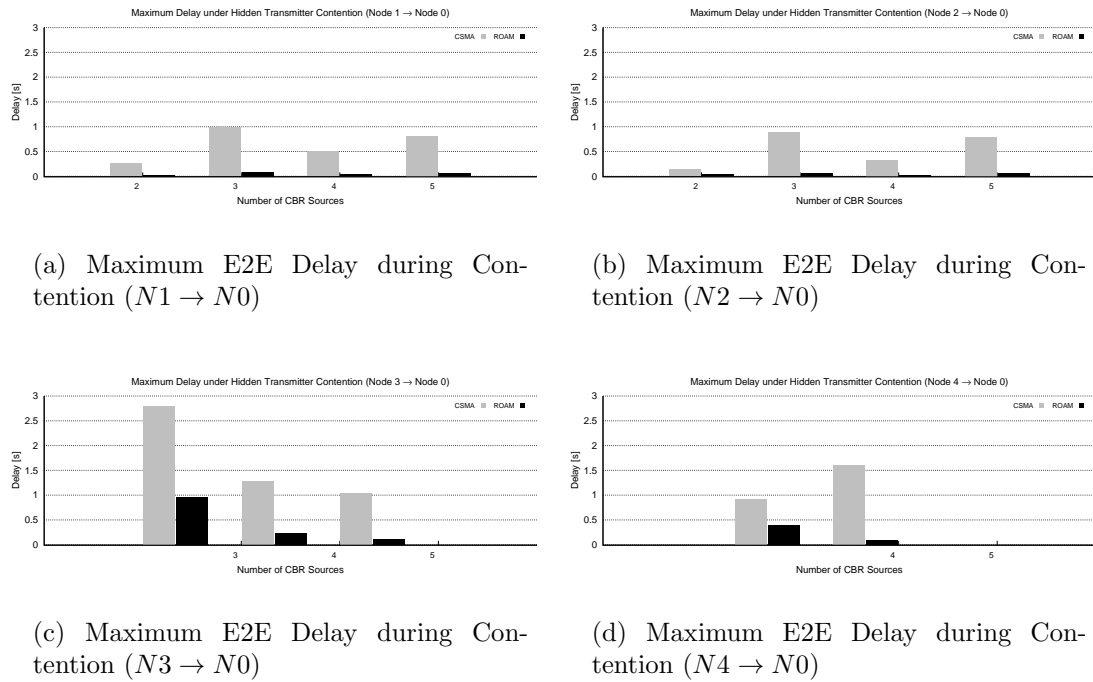 Maximum Delay under Hidden Transmitter Contention (Node 1 → Node 0)
CSMA ROAM
3
2.5
2
1.5
1
0.5
0
Delay [s]
2 3 4 5
Number of CBR Sources
(a) Maximum E2E Delay during Con-
tention (N1 → N0)
Maximum Delay under Hidden Transmitter Contention (Node 2 → Node 0)
CSMA ROAM
3
2.5
2
1.5
1
0.5
0
Delay [s]
2 3 4 5
Number of CBR Sources
(b) Maximum E2E Delay during Con-
tention (N2 → N0)
Maximum Delay under Hidden Transmitter Contention (Node 3 → Node 0)
CSMA ROAM
3
2.5
2
1.5
1
0.5
0
Delay [s]
3 4 5
Number of CBR Sources
(c) Maximum E2E Delay during Con-
tention (N3 → N0)
Maximum Delay under Hidden Transmitter Contention (Node 4 → Node 0)
CSMA ROAM
3
2.5
2
1.5
1
0.5
0
Delay [s]
4 5
Number of CBR Sources
(d) Maximum E2E Delay during Con-
tention (N4 → N0)